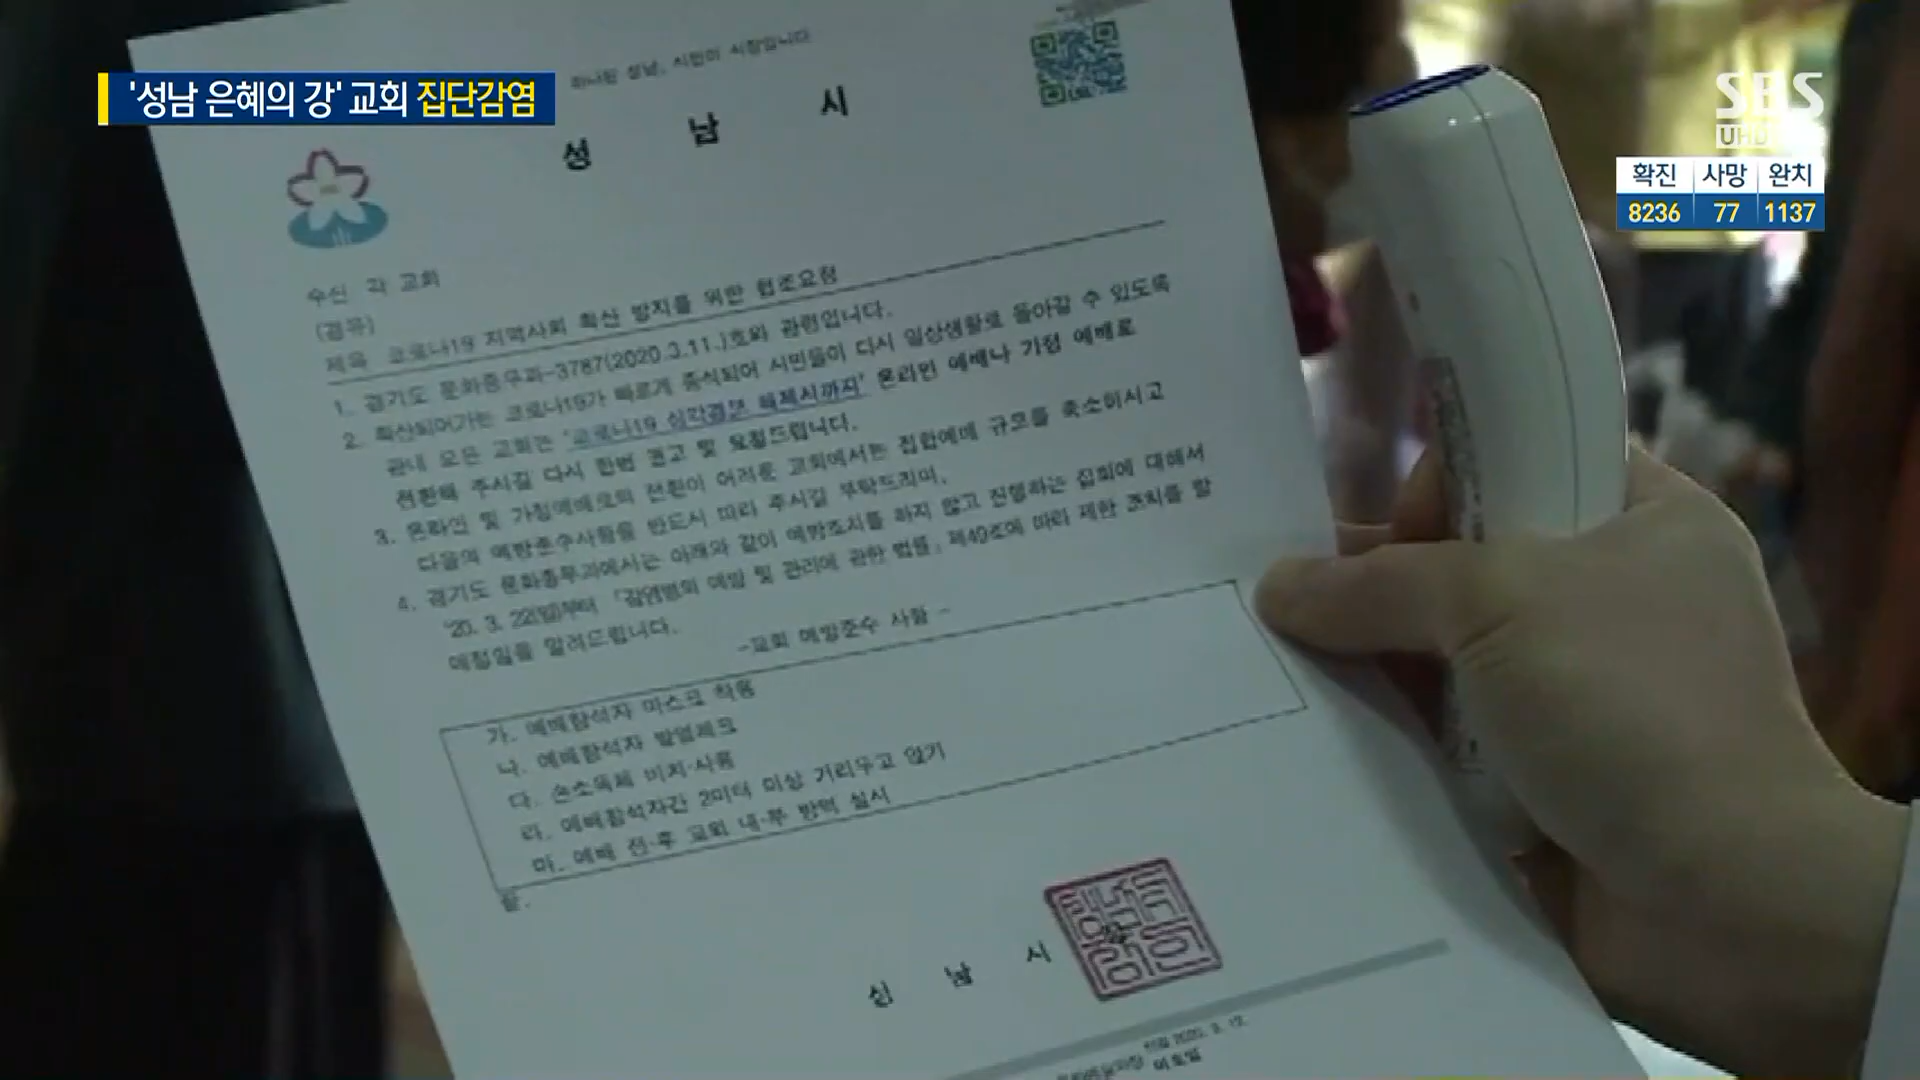 '성남 은혜의 강' 교회 집단감염
SBS
UHD
확진 사망 완치
8236 77 1137
하나된 성남, 시민이 시장입니다
성 남 시
수신 각 교회
(경유)
제목 코로나19 지역사회 확산 방지를 위한 협조요청
1. 경기도 문화종무과-3787(2020.3.11.)호와 관련입니다.
2. 확산되어가는 코로나19가 빠르게 종식되어 시민들이 다시 일상생활로 돌아갈 수 있도록
관내 모든 교회는 '코로나19 심각경보 해제시까지' 온라인 예배나 가정 예배로
전환해 주시길 다시 한번 권고 및 요청드립니다.
3. 온라인 및 가정예배로의 전환이 어려운 교회에서는 집합예배 규모를 축소하시고
다음의 예방준수사항을 반드시 따라 주시길 부탁드리며,
4. 경기도 문화종무과에서는 아래와 같이 예방조치를 하지 않고 진행하는 집회에 대해서
'20. 3. 22(일)부터 「감염병의 예방 및 관리에 관한 법률」 제49조에 따라 제한 조치를 할
예정임을 알려드립니다.
-교회 예방준수 사항 -
가. 예배참석자 마스크 착용
나. 예배참석자 발열체크
다. 손소독제 비치·사용
라. 예배참석자간 2미터 이상 거리두고 앉기
마. 예배 전·후 교회 내·부 방역 실시
끝.
성 남 시